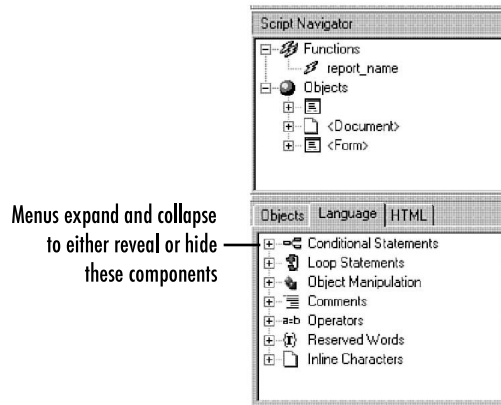 Script Navigator
Functions
report_name
Objects
<Document>
<Form>
Menus expand and collapse
to either reveal or hide
these components
Objects Language HTML
Conditional Statements
Loop Statements
Object Manipulation
Comments
a=b Operators
{T} Reserved Words
Inline Characters